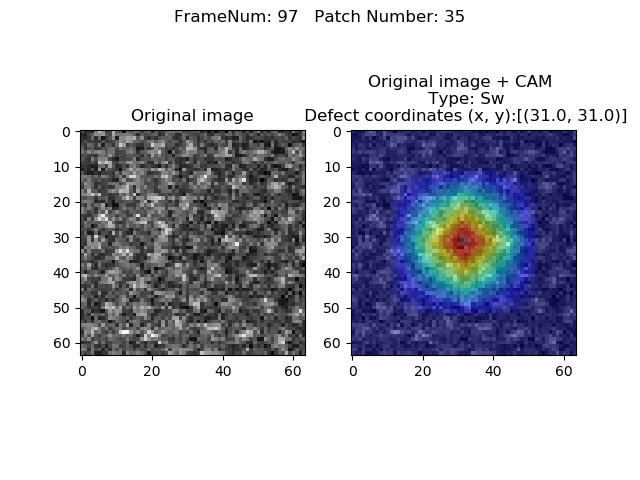 FrameNum: 97   Patch Number: 35
Original image
Original image + CAM
Type: Sw
Defect coordinates (x, y):[(31.0, 31.0)]
0
10
20
30
40
50
60
0 20 40 60
0
10
20
30
40
50
60
0 20 40 60